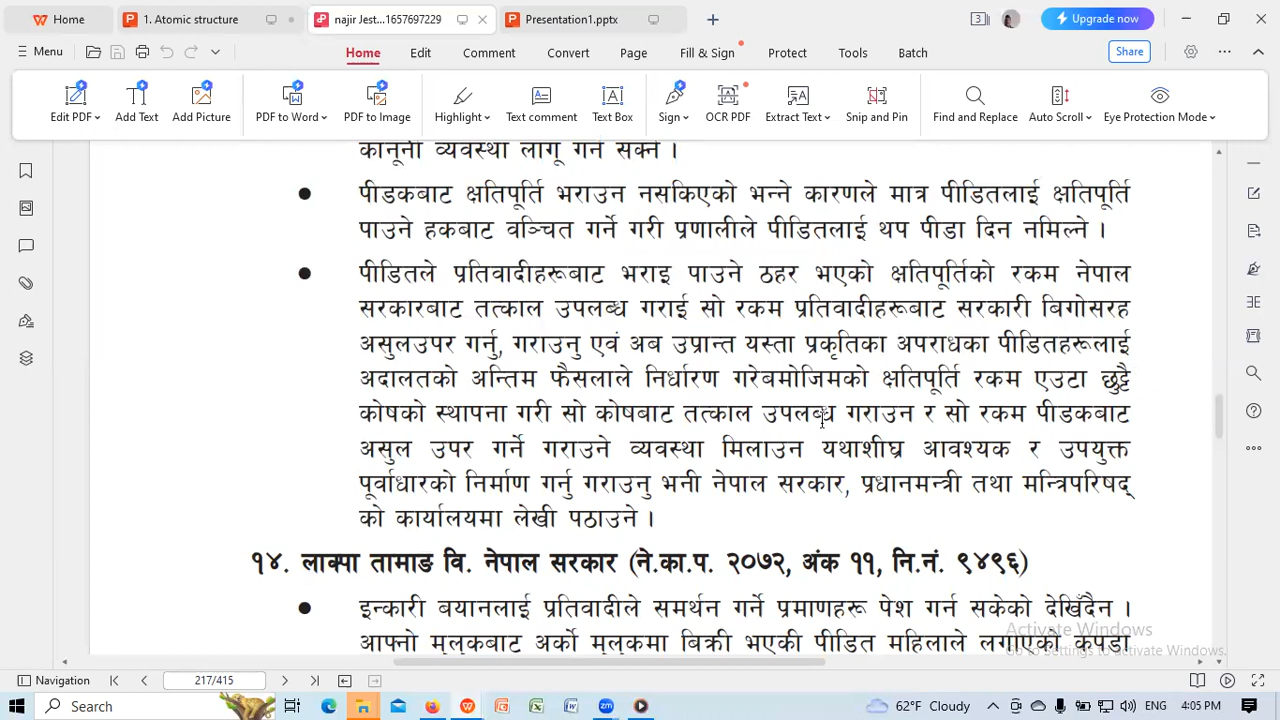 Home
1. Atomic structure
najir Jest...1657697229
Presentation1.pptx
3
Upgrade now
Menu
Home
Edit
Comment
Convert
Page
Fill & Sign
Protect
Tools
Batch
Share
Edit PDF
Add Text
Add Picture
PDF to Word
PDF to Image
Highlight
Text comment
Text Box
Sign
OCR PDF
Extract Text
Snip and Pin
Find and Replace
Auto Scroll
Eye Protection Mode
कानूनी व्यवस्था लागू गर्न सक्ने ।
● पीडकबाट क्षतिपूर्ति भराउन नसकिएको भन्ने कारणले मात्र पीडितलाई क्षतिपूर्ति
पाउने हकबाट वञ्चित गर्ने गरी प्रणालीले पीडितलाई थप पीडा दिन नमिल्ने ।
● पीडितले प्रतिवादीहरूबाट भराइ पाउने ठहर भएको क्षतिपूर्तिको रकम नेपाल
सरकारबाट तत्काल उपलब्ध गराई सो रकम प्रतिवादीहरूबाट सरकारी बिगोसरह
असुलउपर गर्नु, गराउनु एवं अब उप्रान्त यस्ता प्रकृतिका अपराधका पीडितहरूलाई
अदालतको अन्तिम फैसलाले निर्धारण गरेबमोजिमको क्षतिपूर्ति रकम एउटा छुट्टै
कोषको स्थापना गरी सो कोषबाट तत्काल उपलब्ध गराउन र सो रकम पीडकबाट
असुल उपर गर्ने गराउने व्यवस्था मिलाउन यथाशीघ्र आवश्यक र उपयुक्त
पूर्वाधारको निर्माण गर्नु गराउनु भनी नेपाल सरकार, प्रधानमन्त्री तथा मन्त्रिपरिषद्
को कार्यालयमा लेखी पठाउने ।
१४. लाक्पा तामाङ वि. नेपाल सरकार (ने.का.प. २०७२, अंक ११, नि.नं. ९४९६)
● इन्कारी बयानलाई प्रतिवादीले समर्थन गर्ने प्रमाणहरू पेश गर्न सकेको देखिँदैन ।
आफ्नो मुलुकबाट अर्को मुलुकमा बिक्री भएकी पीडित महिलाले लगाएको कपडा
Activate Windows
Go to Settings to activate Windows.
Navigation
217/415
Search
62°F Cloudy
ENG
4:05 PM